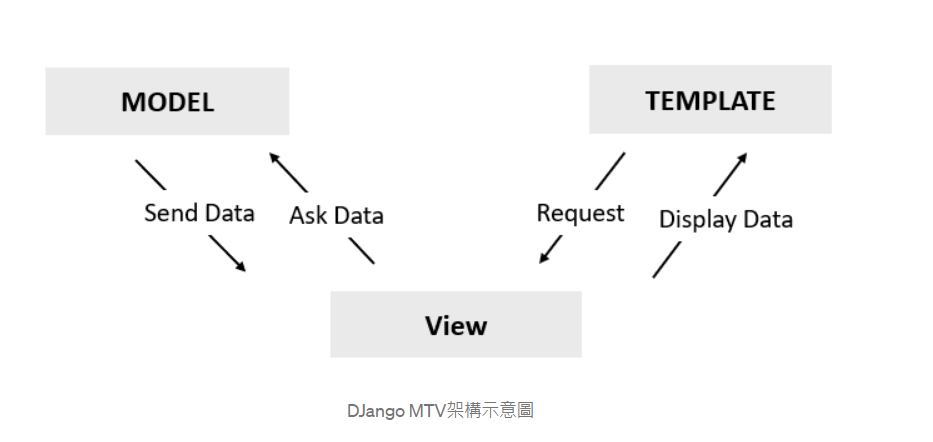 MODEL
TEMPLATE
Send Data
Ask Data
Request
Display Data
View
DJango MTV架構示意圖